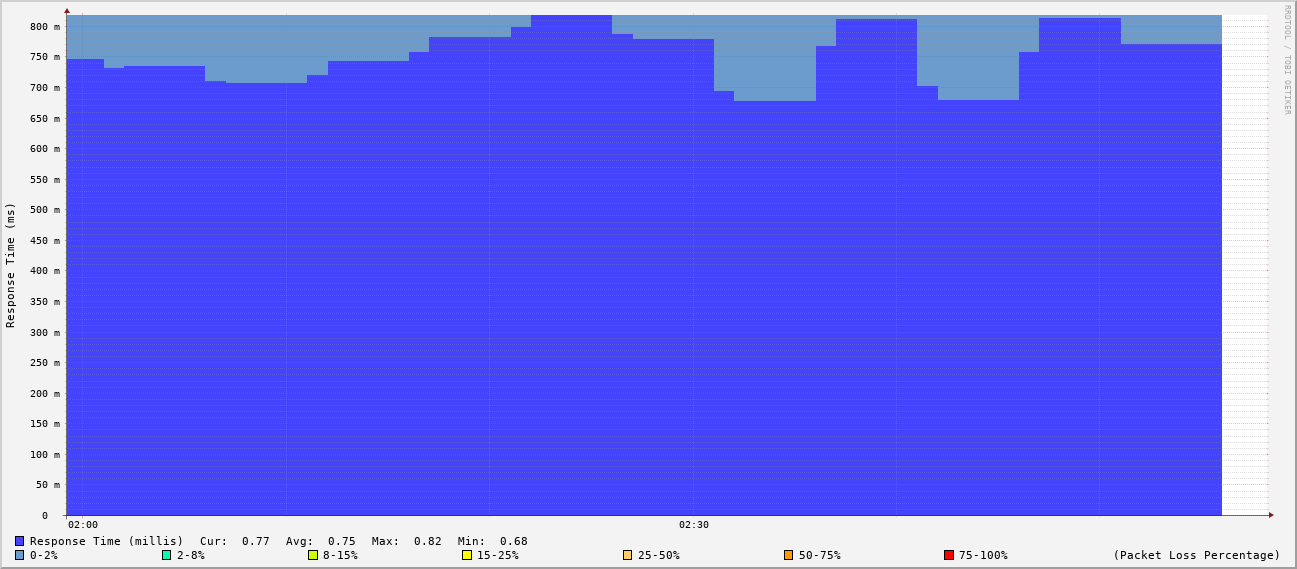 RRDTOOL / TOBI OETIKER
Response Time (ms)
800 m
750 m
700 m
650 m
600 m
550 m
500 m
450 m
400 m
350 m
300 m
250 m
200 m
150 m
100 m
50 m
0
02:00 02:30
Response Time (millis) Cur: 0.77 Avg: 0.75 Max: 0.82 Min: 0.68
0-2% 2-8% 8-15% 15-25% 25-50% 50-75% 75-100% (Packet Loss Percentage)